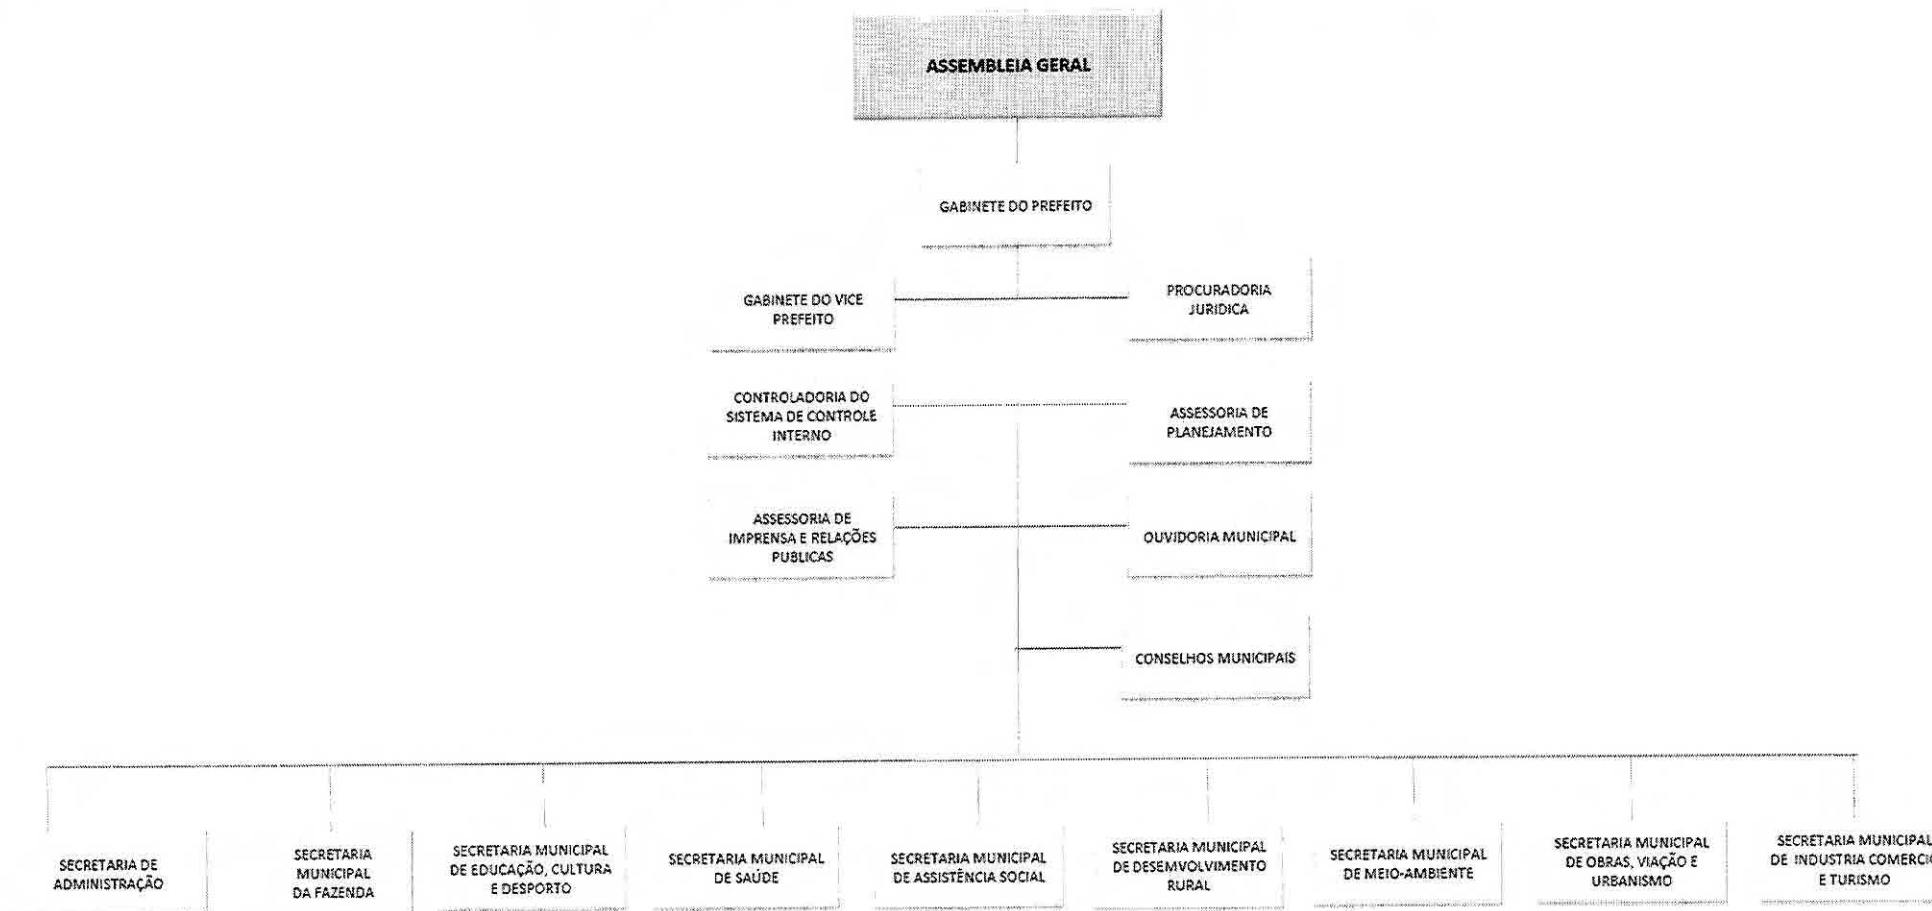 ASSEMBLEIA GERAL
GABINETE DO PREFEITO
GABINETE DO VICE
PREFEITO
PROCURADORIA
JURIDICA
CONTROLADORIA DO
SISTEMA DE CONTROLE
INTERNO
ASSESSORIA DE
PLANEJAMENTO
ASSESSORIA DE
IMPRENSA E RELAÇÕES
PUBLICAS
OUVIDORIA MUNICIPAL
CONSELHOS MUNICIPAIS
SECRETARIA DE
ADMINISTRAÇÃO
SECRETARIA
MUNICIPAL
DA FAZENDA
SECRETARIA MUNICIPAL
DE EDUCAÇÃO, CULTURA
E DESPORTO
SECRETARIA MUNICIPAL
DE SAÚDE
SECRETARIA MUNICIPAL
DE ASSISTÊNCIA SOCIAL
SECRETARIA MUNICIPAL
DE DESEMVOLVIMENTO
RURAL
SECRETARIA MUNICIPAL
DE MEIO-AMBIENTE
SECRETARIA MUNICIPAL
DE OBRAS, VIAÇÃO E
URBANISMO
SECRETARIA MUNICIPAL
DE INDUSTRIA COMERCIO
E TURISMO